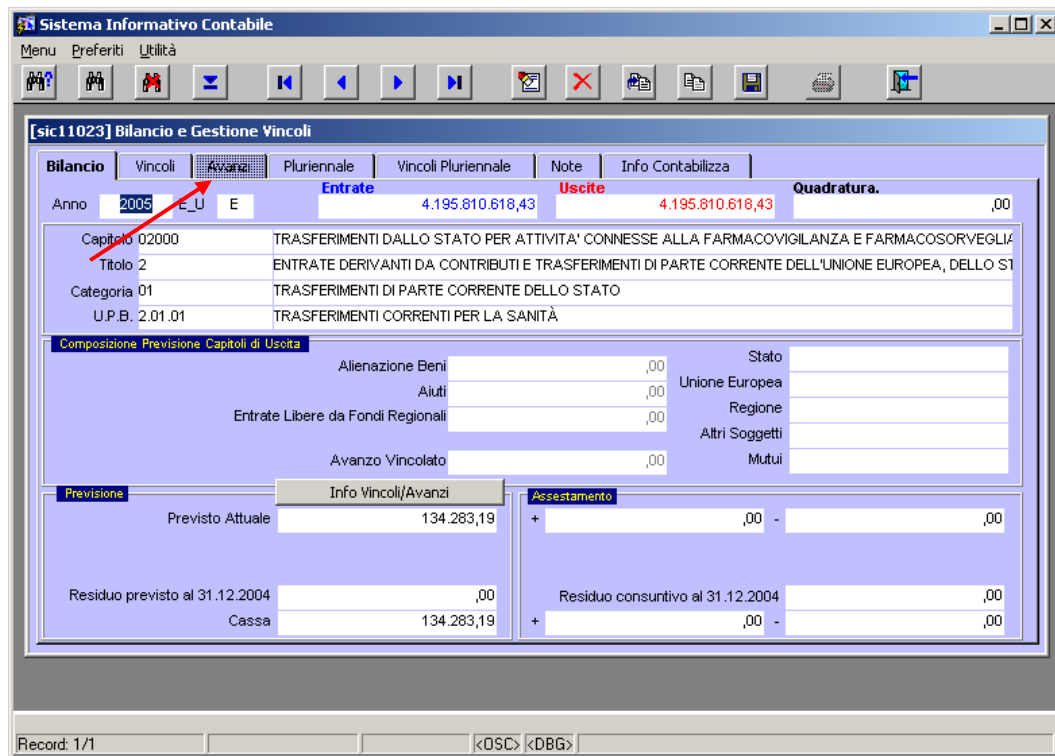 Sistema Informativo Contabile
Menu Preferiti Utilità
[sic11023] Bilancio e Gestione Vincoli
Bilancio Vincoli Avanzi Pluriennale Vincoli Pluriennale Note Info Contabilizza
Entrate Uscite Quadratura.
Anno 2005 E_U E 4.195.810.618,43 4.195.810.618,43 ,00
Capitolo 02000 TRASFERIMENTI DALLO STATO PER ATTIVITA' CONNESSE ALLA FARMACOVIGILANZA E FARMACOSORVEGLIA
Titolo 2 ENTRATE DERIVANTI DA CONTRIBUTI E TRASFERIMENTI DI PARTE CORRENTE DELL'UNIONE EUROPEA, DELLO ST
Categoria 01 TRASFERIMENTI DI PARTE CORRENTE DELLO STATO
U.P.B. 2.01.01 TRASFERIMENTI CORRENTI PER LA SANITÀ
Composizione Previsione Capitoli di Uscita
Alienazione Beni ,00 Stato
Aiuti ,00 Unione Europea
Entrate Libere da Fondi Regionali ,00 Regione
Altri Soggetti
Avanzo Vincolato ,00 Mutui
Previsione Info Vincoli/Avanzi Assestamento
Previsto Attuale 134.283,19 + ,00 - ,00
Residuo previsto al 31.12.2004 ,00 Residuo consuntivo al 31.12.2004 ,00
Cassa 134.283,19 + ,00 - ,00
Record: 1/1 <OSC> <DBG>